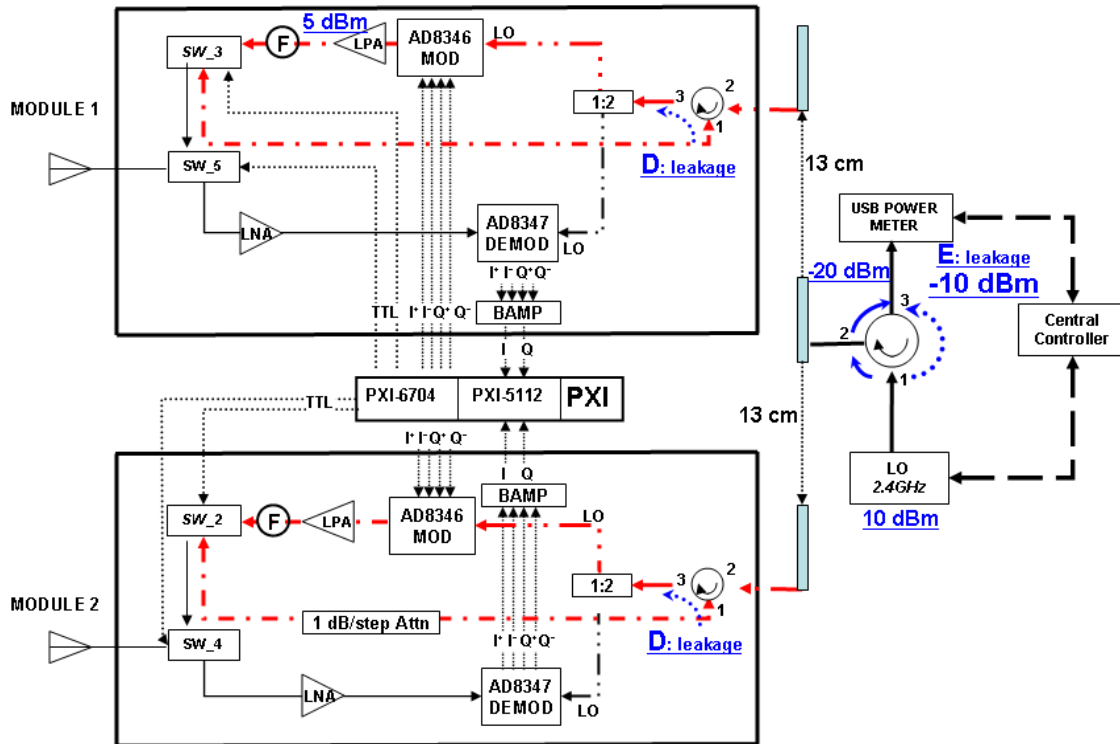 5 dBm
SW_3
F
LPA
AD8346
MOD
LO
2
3
1
1:2
MODULE 1
D: leakage
SW_5
13 cm
USB POWER
METER
LNA
AD8347
DEMOD
LO
E: leakage
-20 dBm
-10 dBm
I+ I- Q+ Q-
BAMP
TTL
I+ I- Q+ Q-
I Q
3
2
1
Central
Controller
PXI-6704
PXI-5112
PXI
TTL
13 cm
I+ I- Q+ Q-
I Q
LO
2.4GHz
10 dBm
BAMP
SW_2
F
LPA
AD8346
MOD
LO
2
3
1
1:2
MODULE 2
1 dB/step Attn
D: leakage
I+ I- Q+ Q-
SW_4
LNA
AD8347
DEMOD
LO